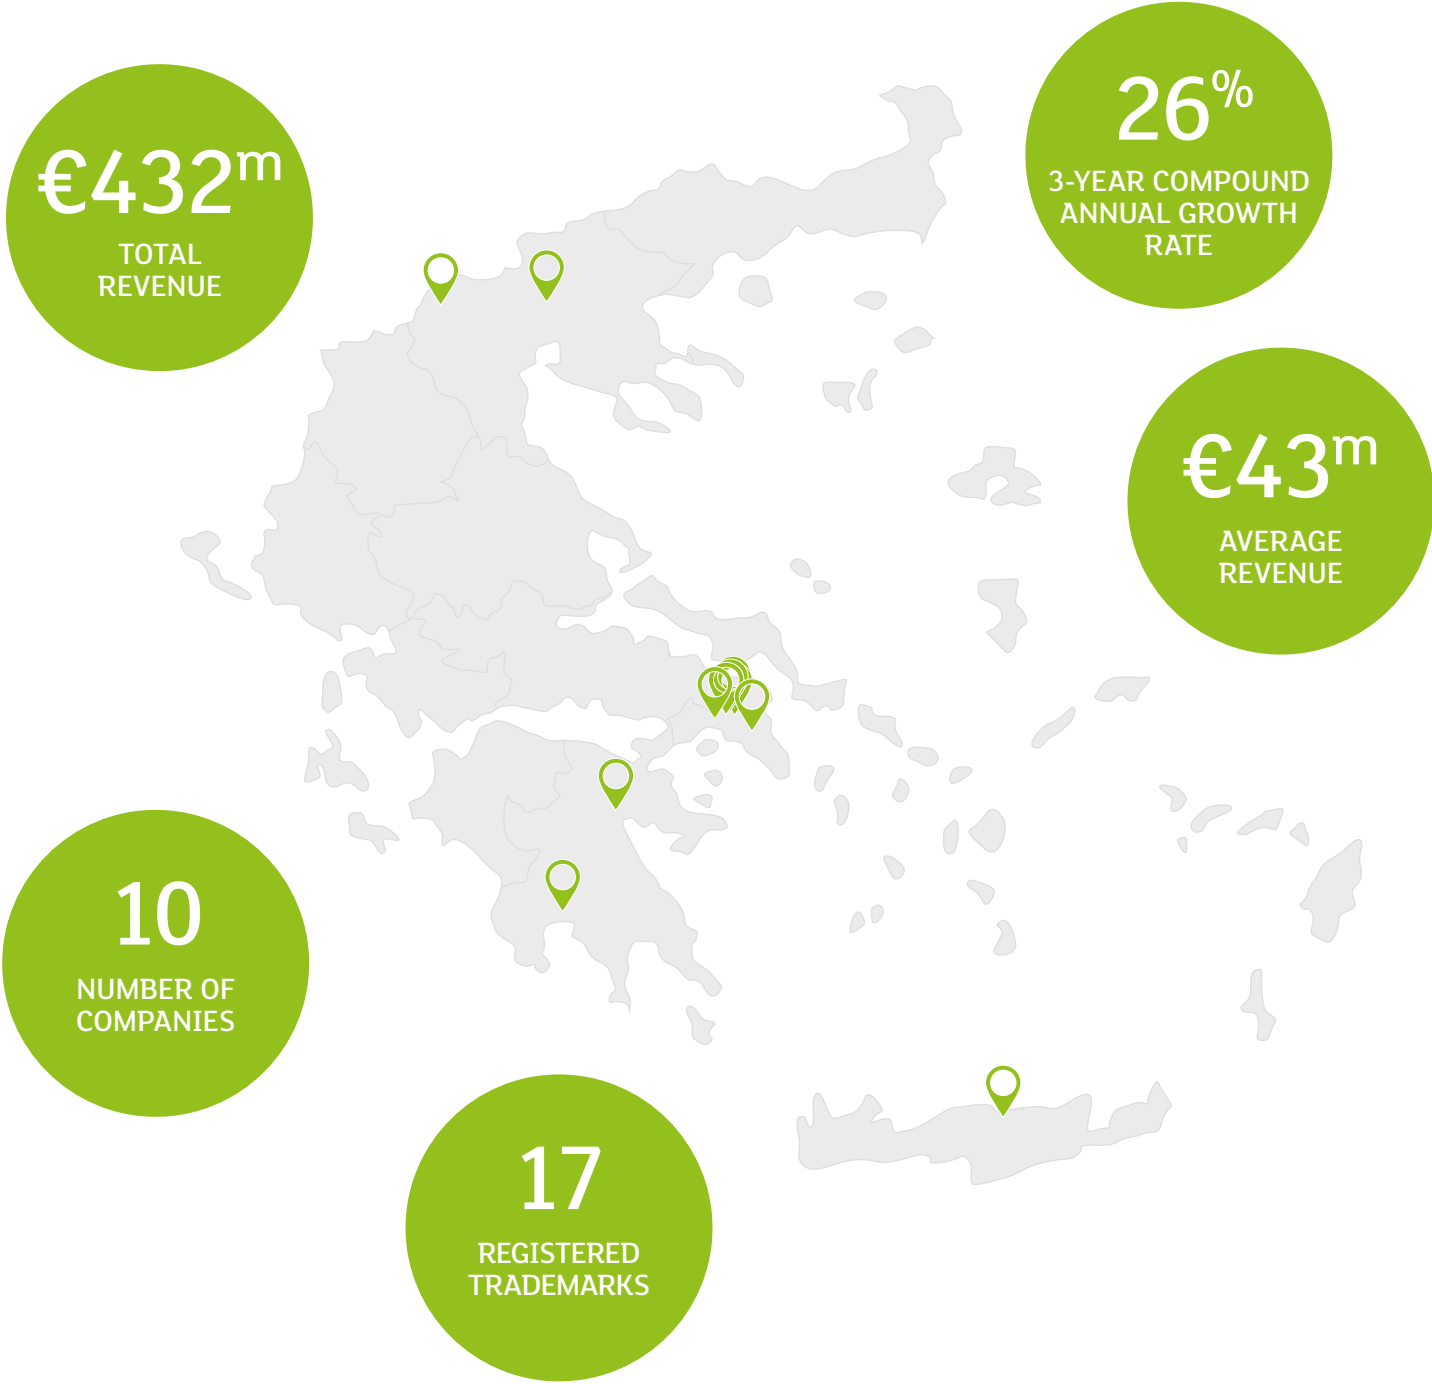 €432m
TOTAL
REVENUE
26%
3-YEAR COMPOUND
ANNUAL GROWTH
RATE
€43m
AVERAGE
REVENUE
10
NUMBER OF
COMPANIES
17
REGISTERED
TRADEMARKS